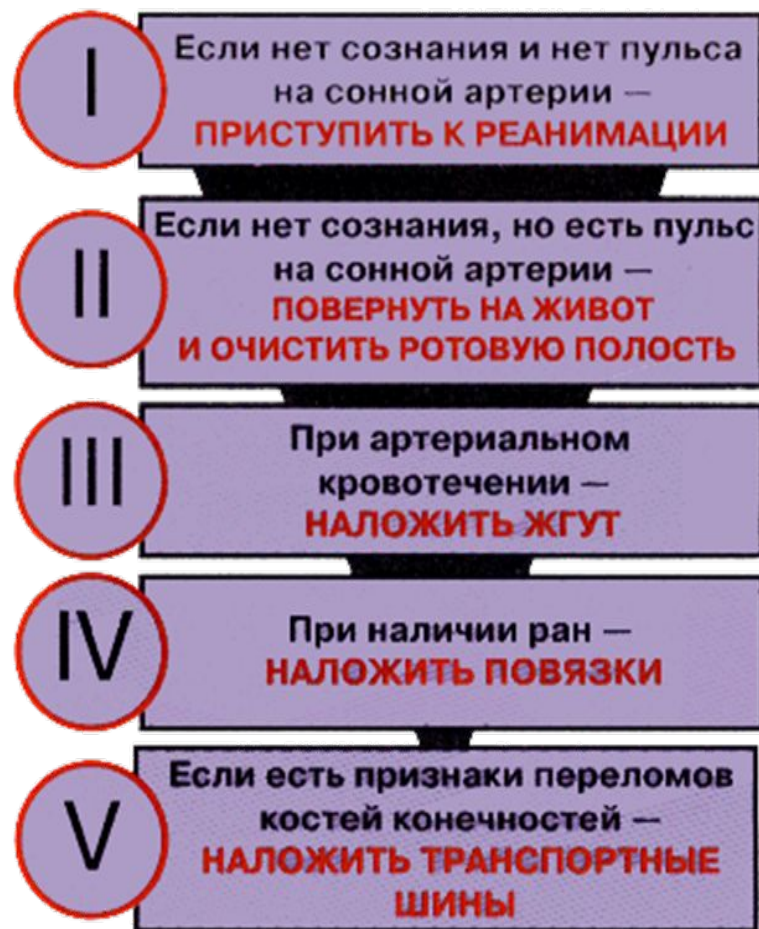 I
Если нет сознания и нет пульса
на сонной артерии —
ПРИСТУПИТЬ К РЕАНИМАЦИИ
II
Если нет сознания, но есть пульс
на сонной артерии —
ПОВЕРНУТЬ НА ЖИВОТ
И ОЧИСТИТЬ РОТОВУЮ ПОЛОСТЬ
III
При артериальном
кровотечении —
НАЛОЖИТЬ ЖГУТ
IV
При наличии ран —
НАЛОЖИТЬ ПОВЯЗКИ
V
Если есть признаки переломов
костей конечностей —
НАЛОЖИТЬ ТРАНСПОРТНЫЕ
ШИНЫ